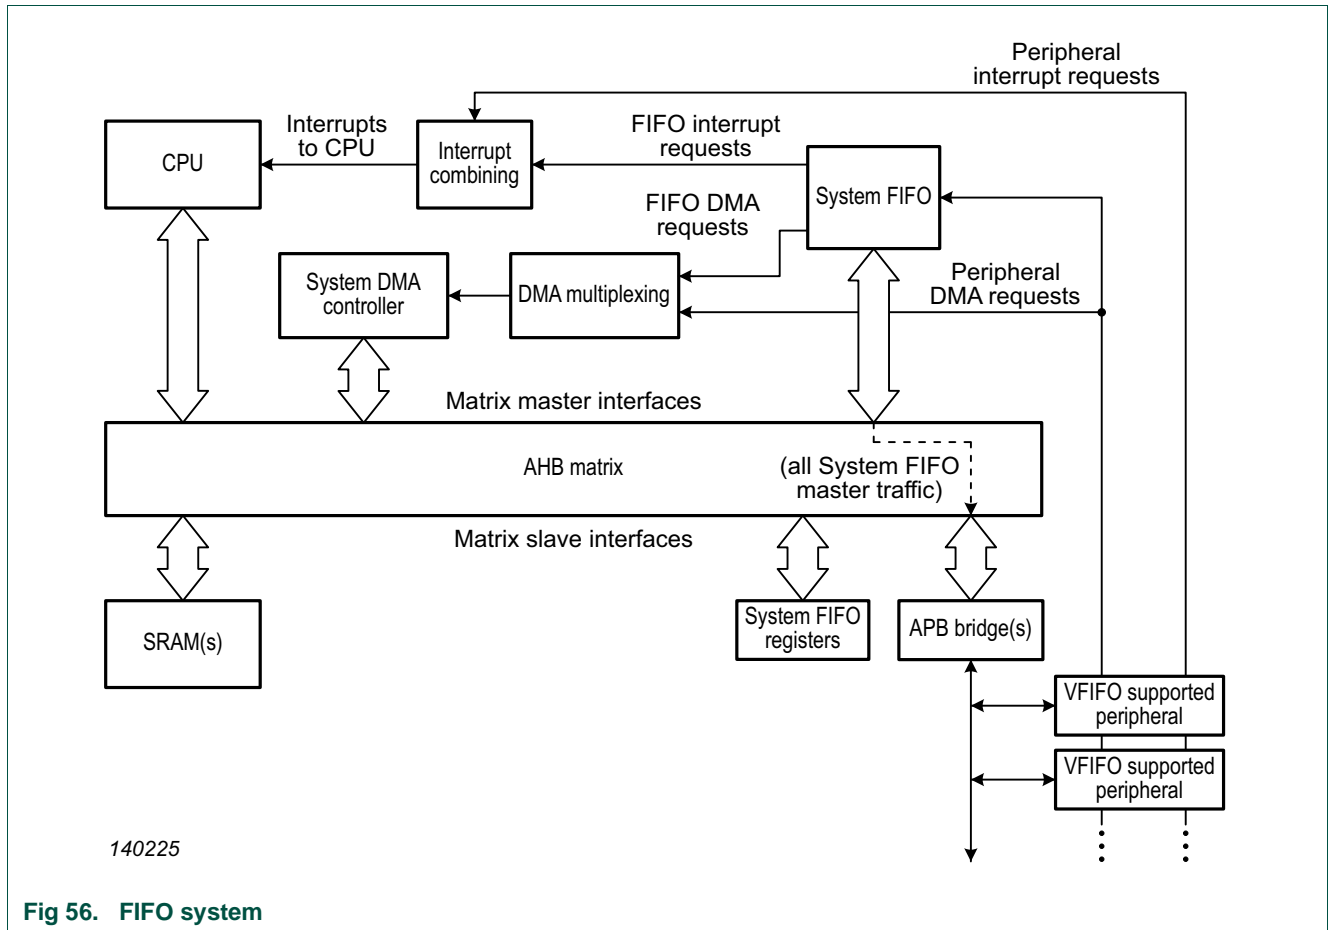 Peripheral
interrupt requests
Interrupts
to CPU
FIFO interrupt
requests
CPU
Interrupt
combining
System FIFO
FIFO DMA
requests
System DMA
controller
DMA multiplexing
Peripheral
DMA requests
Matrix master interfaces
AHB matrix
(all System FIFO
master traffic)
Matrix slave interfaces
SRAM(s)
System FIFO
registers
APB bridge(s)
VFIFO supported
peripheral
VFIFO supported
peripheral
140225
Fig 56. FIFO system